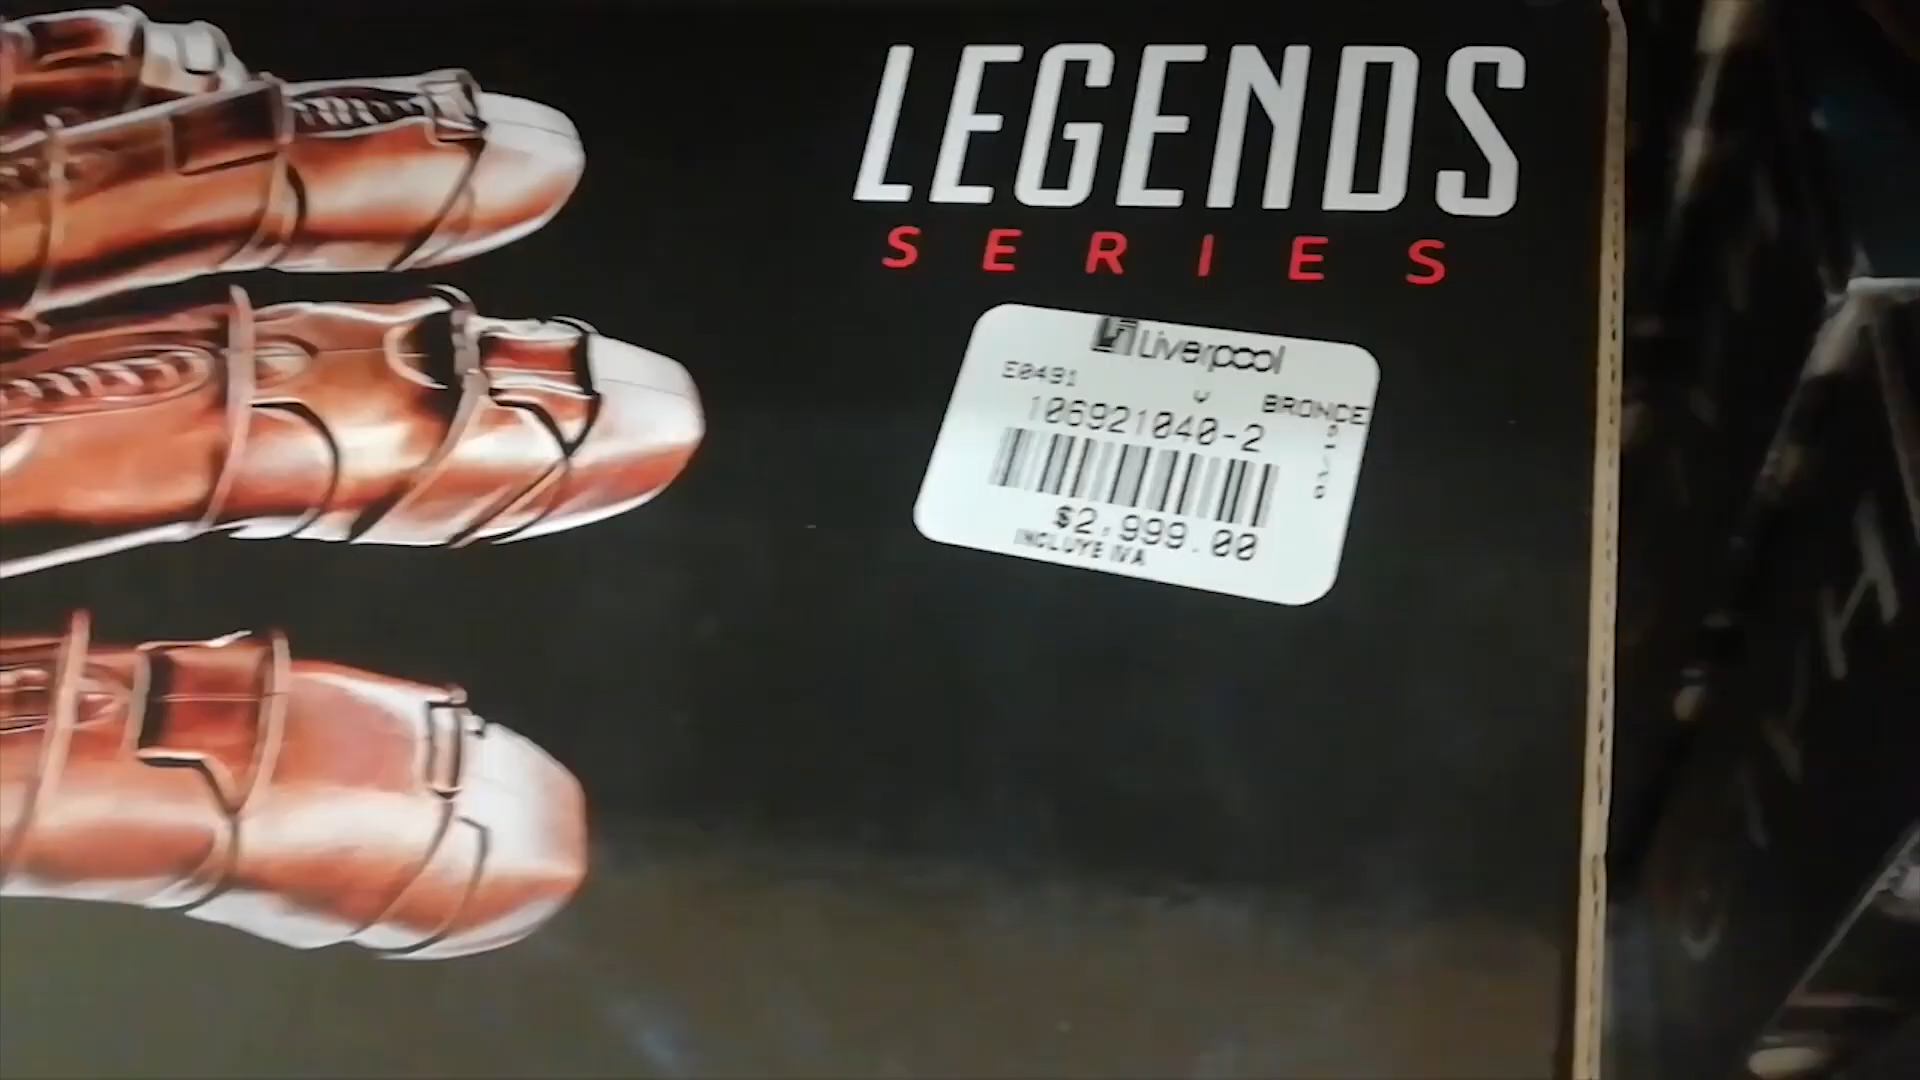 LEGENDS
SERIES
Liverpool
E0491
BRONCE
106921040-2
$2,999.00
INCLUYE IVA